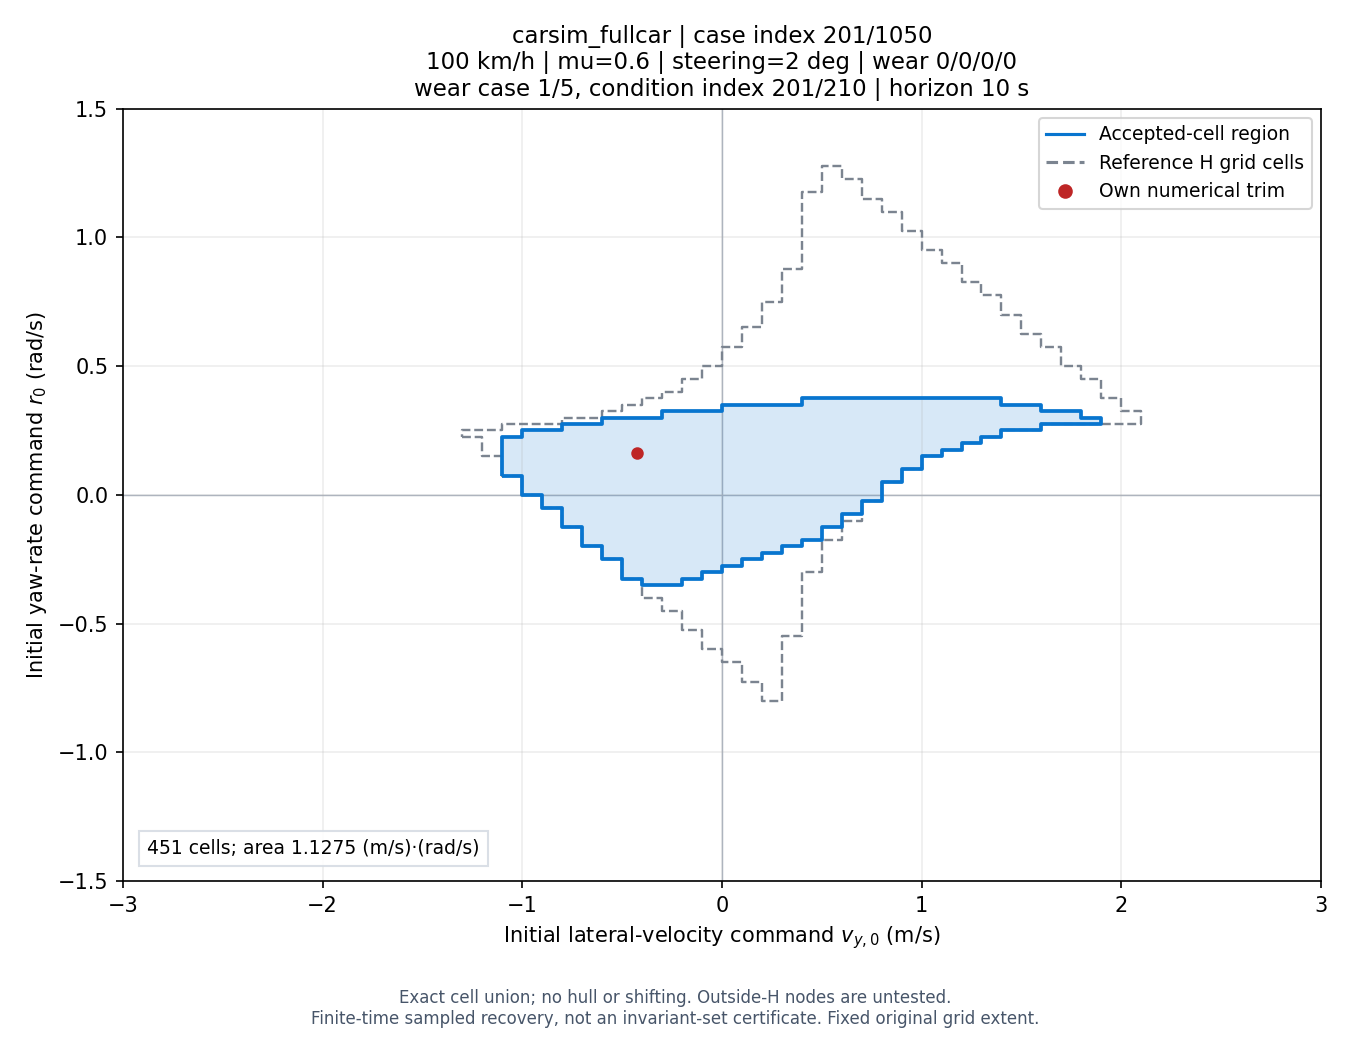 carsim_fullcar | case index 201/1050
100 km/h | mu=0.6 | steering=2 deg | wear 0/0/0/0
wear case 1/5, condition index 201/210 | horizon 10 s
Accepted-cell region
Reference H grid cells
Own numerical trim
1.5
1.0
0.5
0.0
−0.5
−1.0
−1.5
Initial yaw-rate command r₀ (rad/s)
451 cells; area 1.1275 (m/s)·(rad/s)
−3 −2 −1 0 1 2 3
Initial lateral-velocity command v_{y,0} (m/s)
Exact cell union; no hull or shifting. Outside-H nodes are untested.
Finite-time sampled recovery, not an invariant-set certificate. Fixed original grid extent.